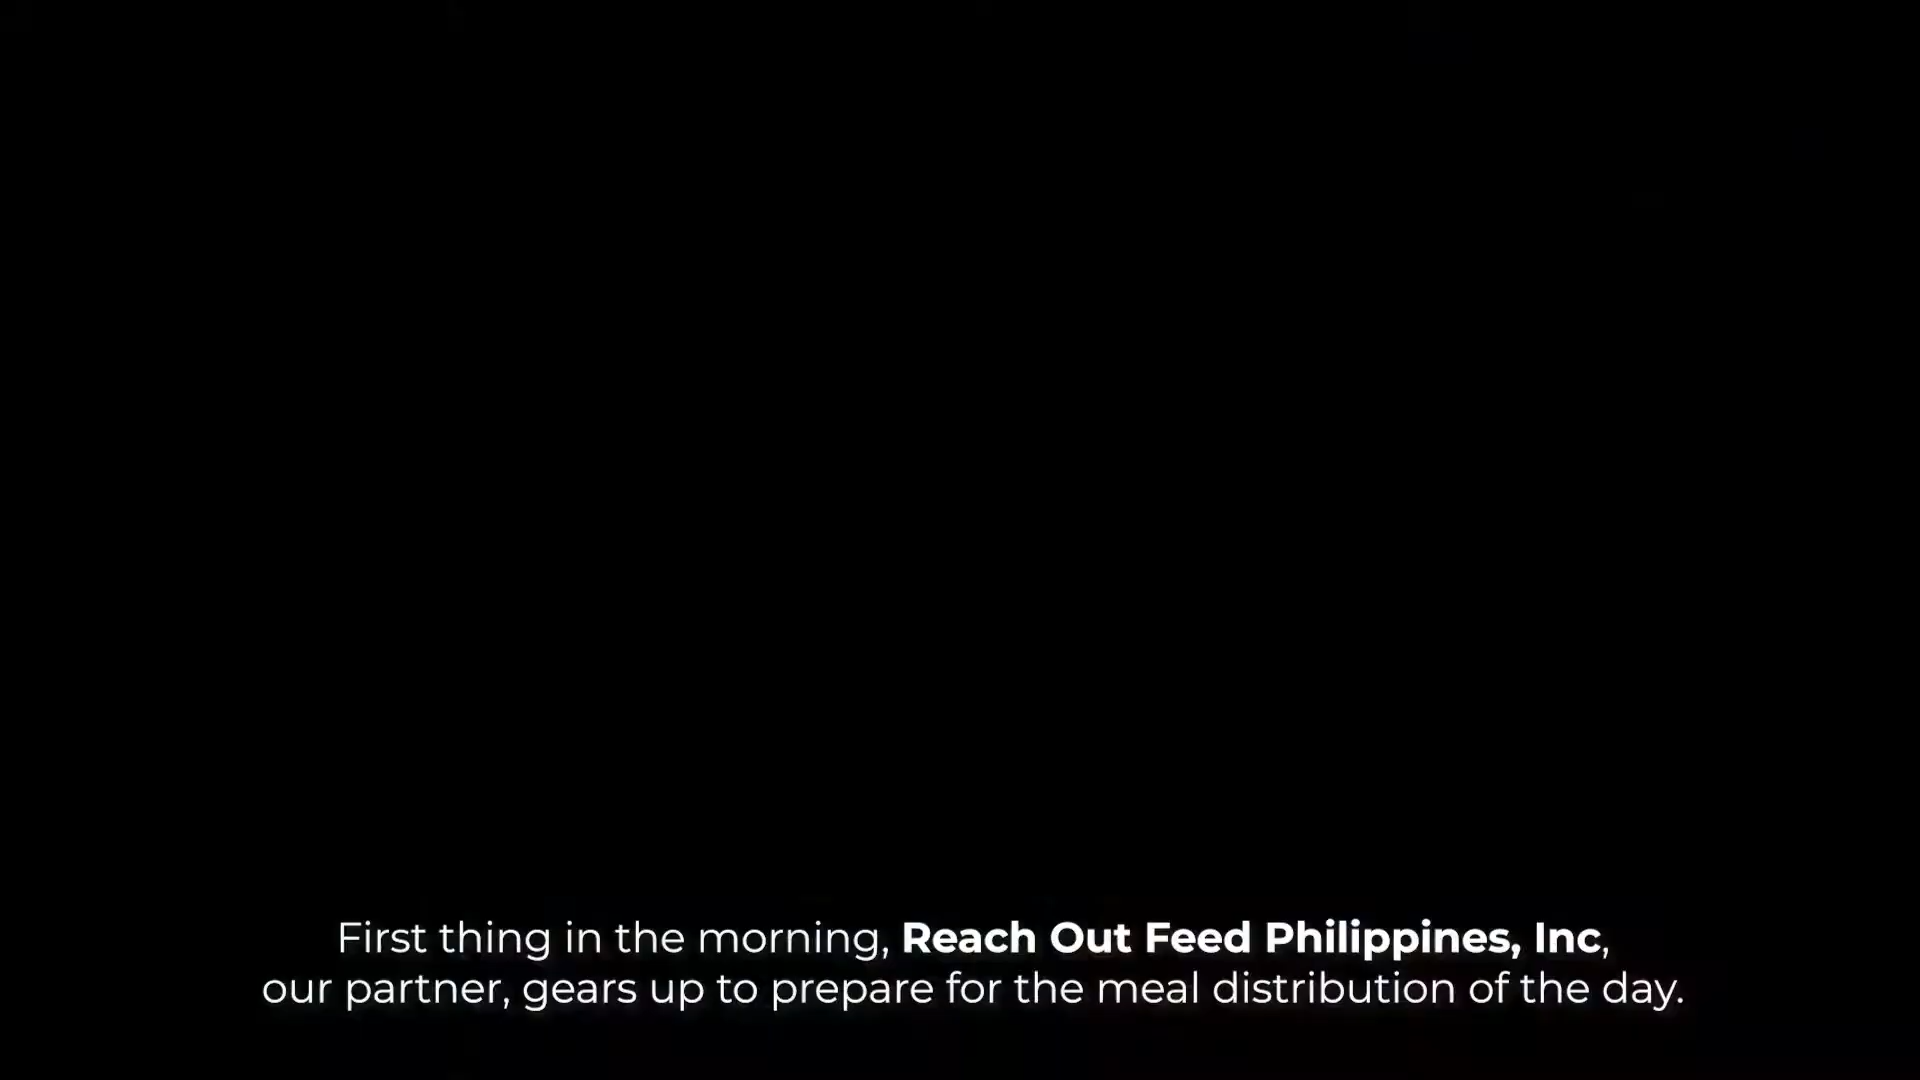 First thing in the morning, Reach Out Feed Philippines, Inc,
our partner, gears up to prepare for the meal distribution of the day.